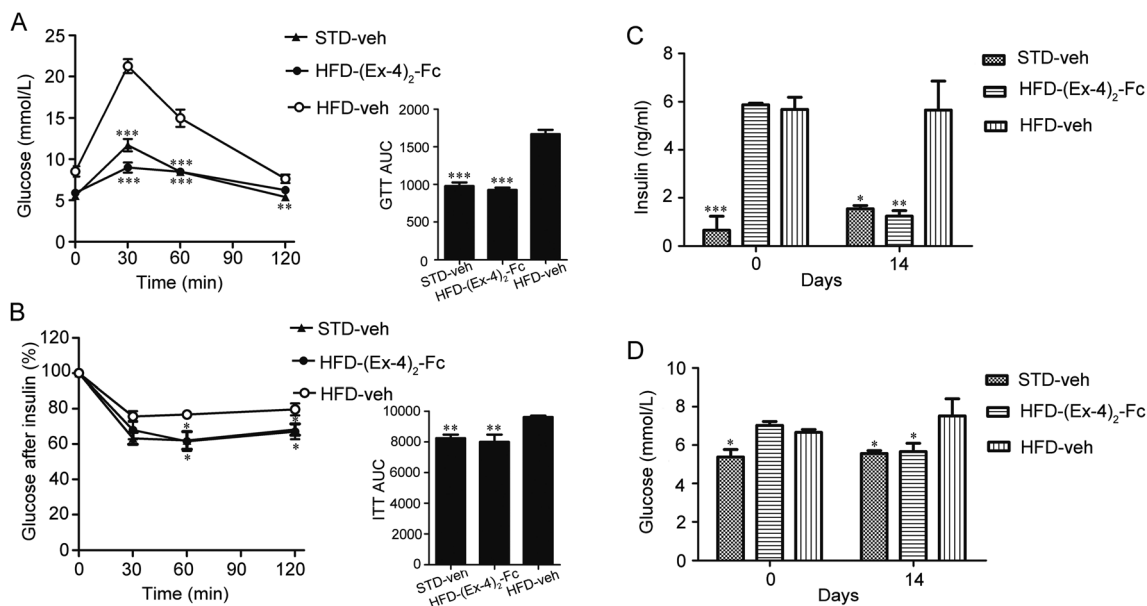 A
Glucose (mmol/L)
25
20
15
10
5
0
0 30 60 90 120
Time (min)
***
***
***
***
**
STD-veh
HFD-(Ex-4)₂-Fc
HFD-veh
GTT AUC
2000
1500
1000
500
0
*** ***
STD-veh
HFD-(Ex-4)₂-Fc
HFD-veh
B
Glucose after insulin (%)
120
100
80
60
40
20
0
0 30 60 90 120
Time (min)
*
*
*
*
STD-veh
HFD-(Ex-4)₂-Fc
HFD-veh
ITT AUC
10000
8000
6000
4000
2000
0
** **
STD-veh
HFD-(Ex-4)₂-Fc
HFD-veh
C
Insulin (ng/ml)
8
6
4
2
0
*** * **
0 14
Days
STD-veh
HFD-(Ex-4)₂-Fc
HFD-veh
D
Glucose (mmol/L)
10
8
6
4
2
0
* * *
0 14
Days
STD-veh
HFD-(Ex-4)₂-Fc
HFD-veh